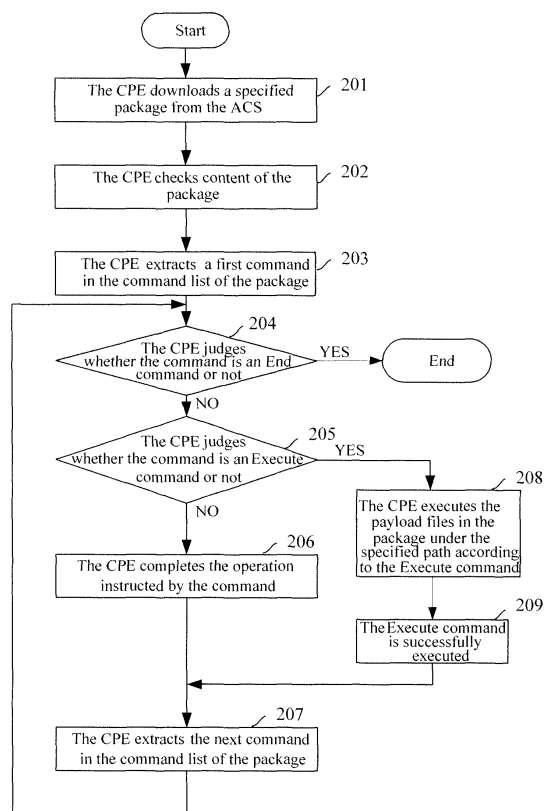 Start
The CPE downloads a specified
package from the ACS
201
The CPE checks content of the
package
202
The CPE extracts a first command
in the command list of the package
203
204
The CPE judges
whether the command is an End
command or not
YES
End
NO
205
The CPE judges
whether the command is an Execute
command or not
YES
NO
208
The CPE executes the
payload files in the
package under the
specified path according
to the Execute command
206
The CPE completes the operation
instructed by the command
209
The Execute command
is successfully
executed
207
The CPE extracts the next command
in the command list of the package